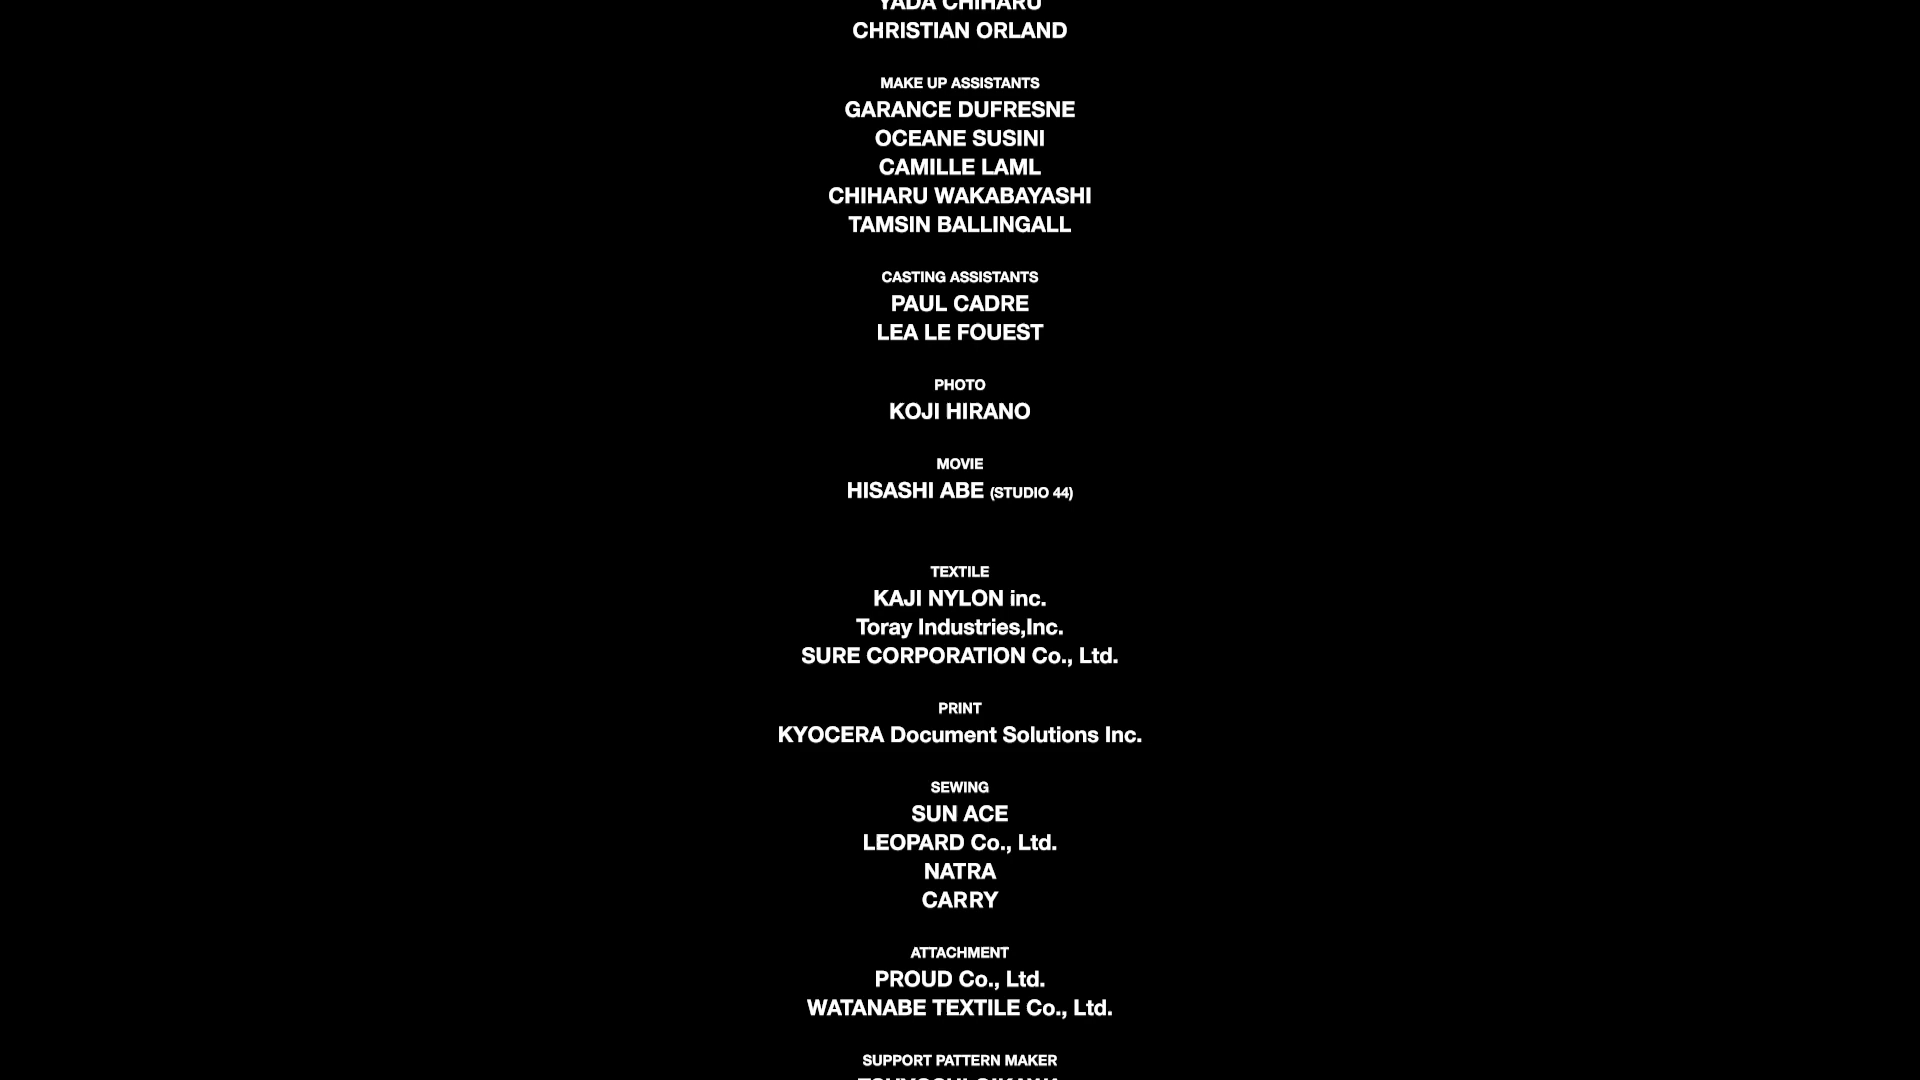 YADA CHIHARU
CHRISTIAN ORLAND
MAKE UP ASSISTANTS
GARANCE DUFRESNE
OCEANE SUSINI
CAMILLE LAML
CHIHARU WAKABAYASHI
TAMSIN BALLINGALL
CASTING ASSISTANTS
PAUL CADRE
LEA LE FOUEST
PHOTO
KOJI HIRANO
MOVIE
HISASHI ABE (STUDIO 44)
TEXTILE
KAJI NYLON inc.
Toray Industries,Inc.
SURE CORPORATION Co., Ltd.
PRINT
KYOCERA Document Solutions Inc.
SEWING
SUN ACE
LEOPARD Co., Ltd.
NATRA
CARRY
ATTACHMENT
PROUD Co., Ltd.
WATANABE TEXTILE Co., Ltd.
SUPPORT PATTERN MAKER